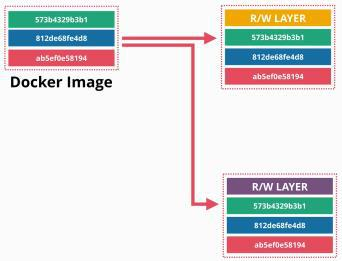 573b4329b3b1
812de68fe4d8
ab5ef0e58194
Docker Image
R/W LAYER
573b4329b3b1
812de68fe4d8
ab5ef0e58194
R/W LAYER
573b4329b3b1
812de68fe4d8
ab5ef0e58194